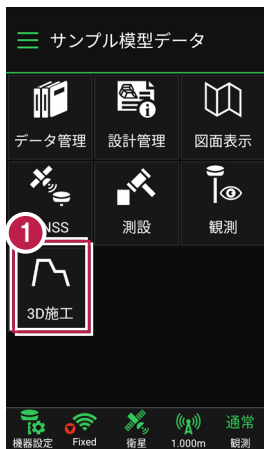 サンプル模型データ
データ管理 設計管理 図面表示
1
NSS 測設 観測
3D施工
通常
機器設定 Fixed 衛星 1.000m 観測